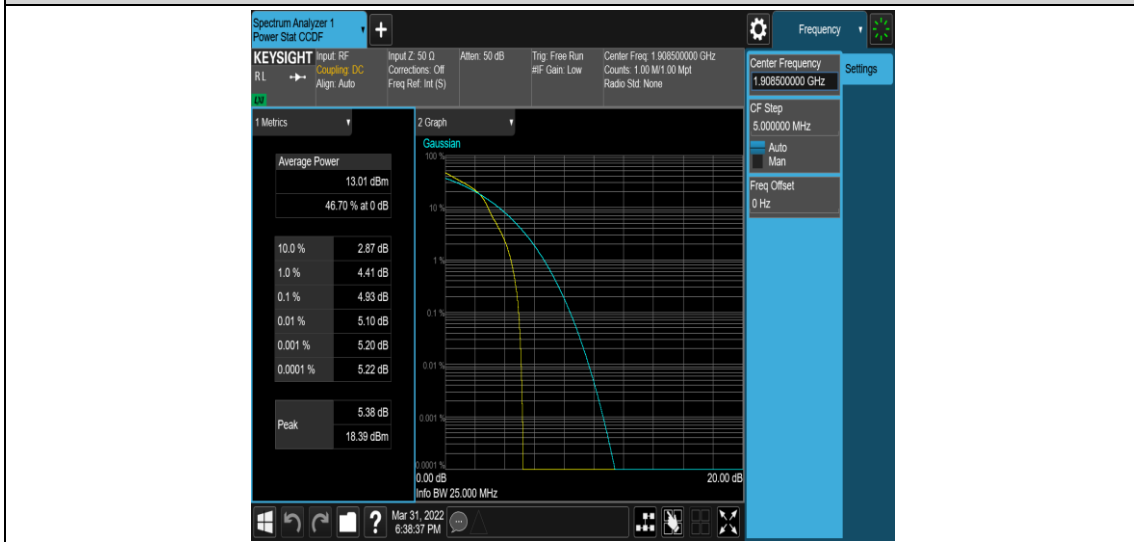 Spectrum Analyzer 1
Power Stat CCDF
+
Frequency
KEYSIGHT
Input: RF
Coupling: DC
Align: Auto
RL
LXI
Input Z: 50 Ω
Corrections: Off
Freq Ref: Int (S)
Atten: 50 dB
Trig: Free Run
#IF Gain: Low
Center Freq: 1.908500000 GHz
Counts: 1.00 M/1.00 Mpt
Radio Std: None
Center Frequency
1.908500000 GHz
Settings
CF Step
5.000000 MHz
Auto
Man
Freq Offset
0 Hz
1 Metrics
Average Power
13.01 dBm
46.70 % at 0 dB
10.0 % 2.87 dB
1.0 % 4.41 dB
0.1 % 4.93 dB
0.01 % 5.10 dB
0.001 % 5.20 dB
0.0001 % 5.22 dB
Peak
5.38 dB
18.39 dBm
2 Graph
Gaussian
100 %
10 %
1 %
0.1 %
0.01 %
0.001 %
0.0001 %
0.00 dB
20.00 dB
Info BW 25.000 MHz
?
Mar 31, 2022
6:38:37 PM